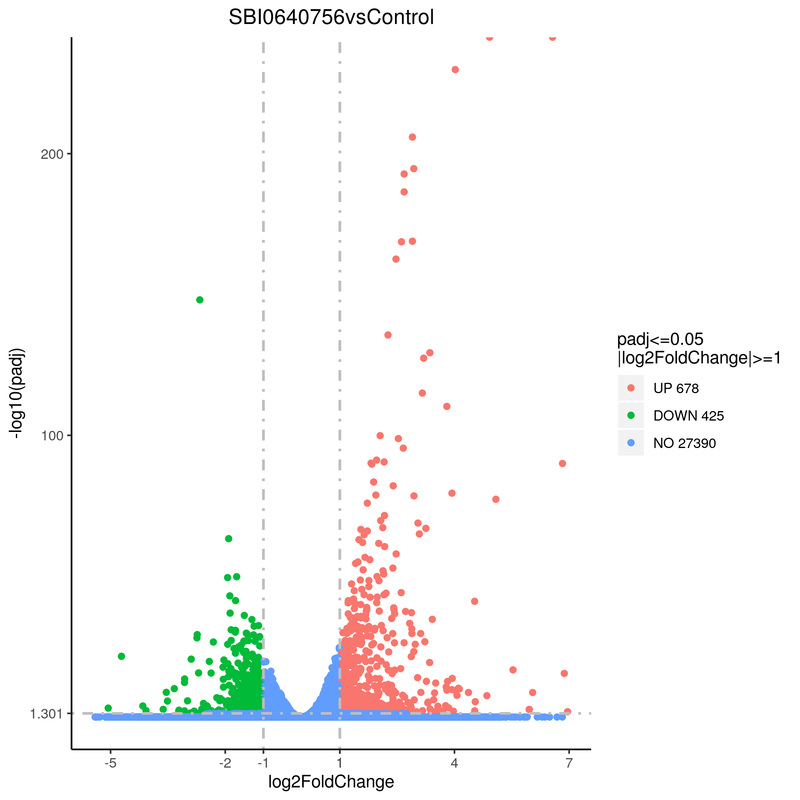 SBI0640756vsControl
200
100
1.301
-log10(padj)
-5
-2
-1
1
4
7
log2FoldChange
padj<=0.05
|log2FoldChange|>=1
UP 678
DOWN 425
NO 27390